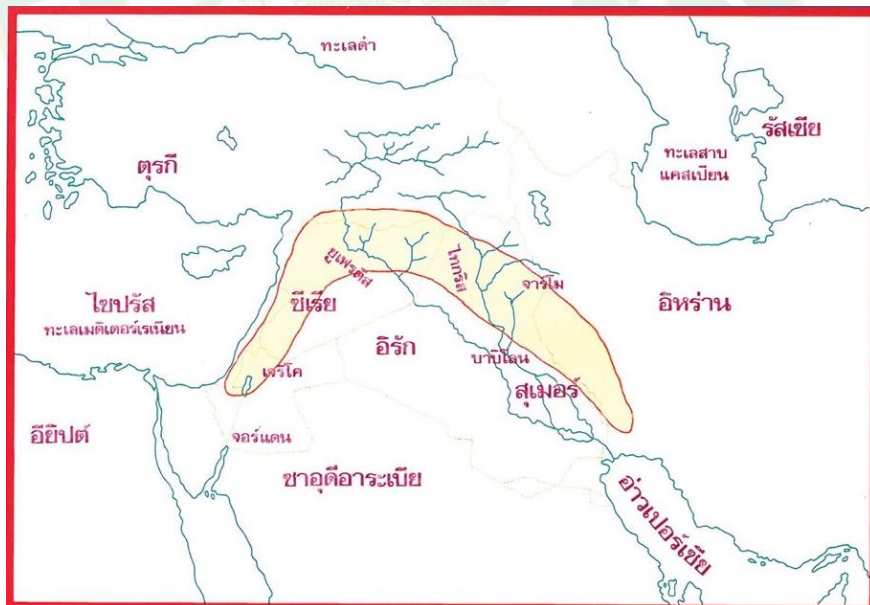 ทะเลดำ
รัสเซีย
ทะเลสาบ
แคสเปียน
ตุรกี
ยูเฟรตีส
ไทกริส
จาร์โม
ซีเรีย
ไซปรัส
ทะเลเมดิเตอร์เรเนียน
อิหร่าน
อิรัก
บาบิโลน
เจริโค
สุเมอร์
อียิปต์
จอร์แดน
ซาอุดีอาระเบีย
อ่าวเปอร์เซีย